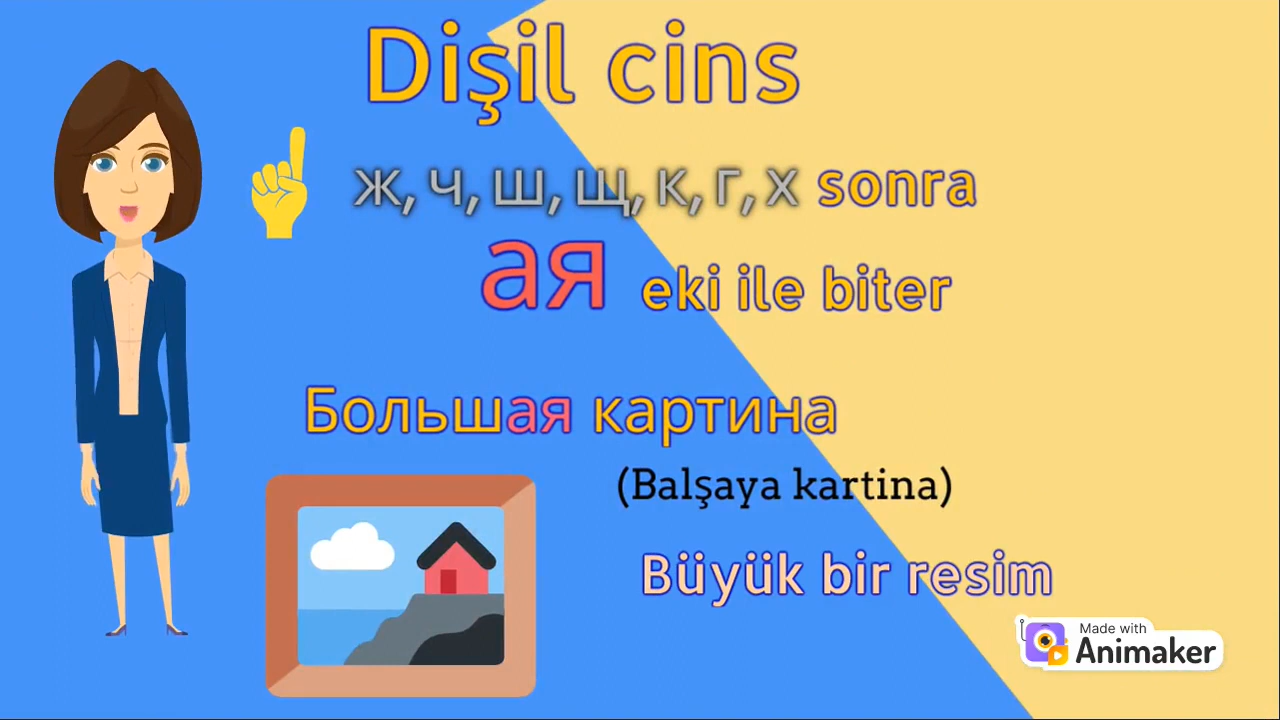 Dişil cins
ж, ч, ш, щ, к, г, х sonra
ая eki ile biter
Большая картина
(Balşaya kartina)
Büyük bir resim
Made with
Animaker